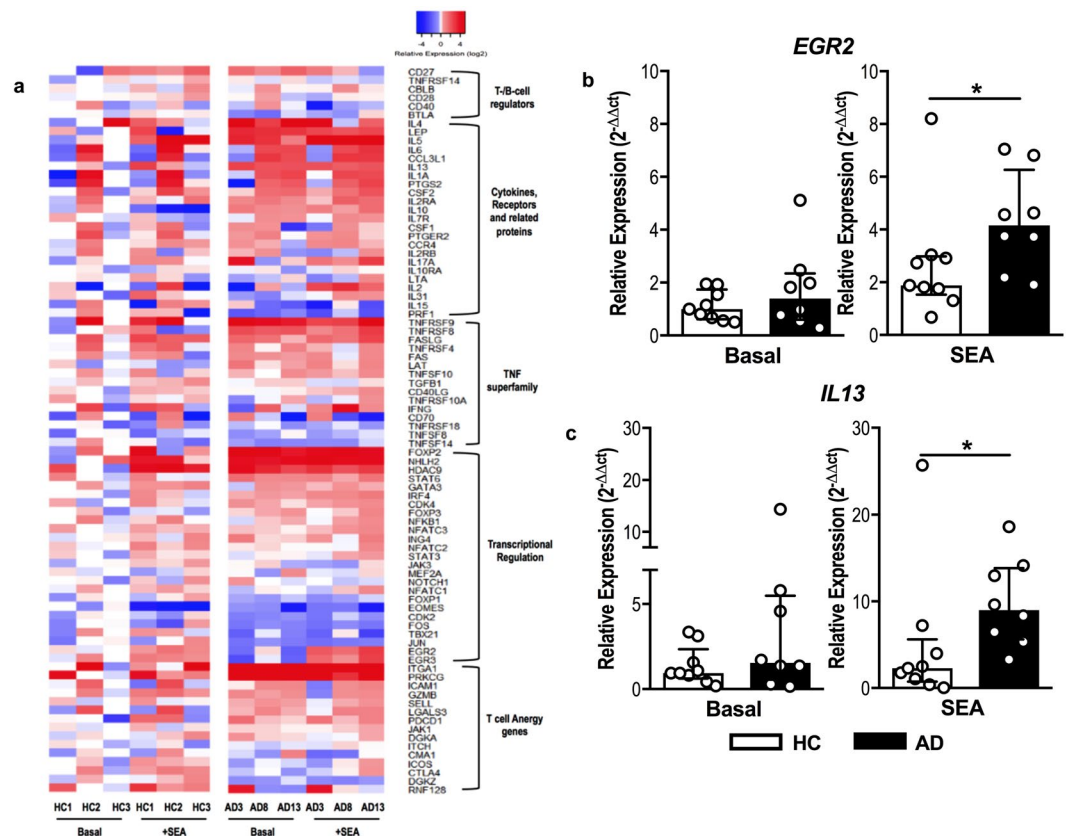 a
-4 0 4
Relative Expression (log2)
CD27
TNFRSF14
CBLB
CD28
CD40
BTLA
IL4
LEP
IL5
IL6
CCL3L1
IL13
IL1A
PTGS2
CSF2
IL2RA
IL10
IL7R
CSF1
PTGER2
CCR4
IL2RB
IL17A
IL10RA
LTA
IL2
IL31
IL15
PRF1
TNFRSF9
TNFRSF8
FASLG
TNFRSF4
FAS
LAT
TNFSF10
TGFB1
CD40LG
TNFRSF10A
IFNG
CD70
TNFRSF18
TNFSF8
TNFSF14
FOXP2
NHLH2
HDAC9
STAT6
GATA3
IRF4
CDK4
FOXP3
NFKB1
NFATC3
ING4
NFATC2
STAT3
JAK3
MEF2A
NOTCH1
NFATC1
FOXP1
EOMES
CDK2
FOS
TBX21
JUN
EGR2
EGR3
ITGA1
PRKCG
ICAM1
GZMB
SELL
LGALS3
PDCD1
JAK1
DGKA
ITCH
CMA1
ICOS
CTLA4
DGKZ
RNF128
T-/B-cell
regulators
Cytokines,
Receptors
and related
proteins
TNF
superfamily
Transcriptional
Regulation
T cell Anergy
genes
HC1 HC2 HC3 HC1 HC2 HC3 AD3 AD8 AD13 AD3 AD8 AD13
Basal +SEA Basal +SEA
EGR2
b
Relative Expression (2-ΔΔct)
10
8
6
4
2
0
Basal
Relative Expression (2-ΔΔct)
10
8
6
4
2
0
*
SEA
IL13
c
Relative Expression (2-ΔΔct)
30
20
10
5
0
Basal
Relative Expression (2-ΔΔct)
30
20
10
0
*
SEA
HC AD